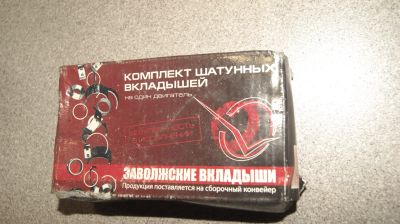 КОМПЛЕКТ ШАТУННЫХ
ВКЛАДЫШЕЙ
на один двигатель
ЗАВОЛЖСКИЕ ВКЛАДЫШИ
Продукция поставляется на сборочный конвейер